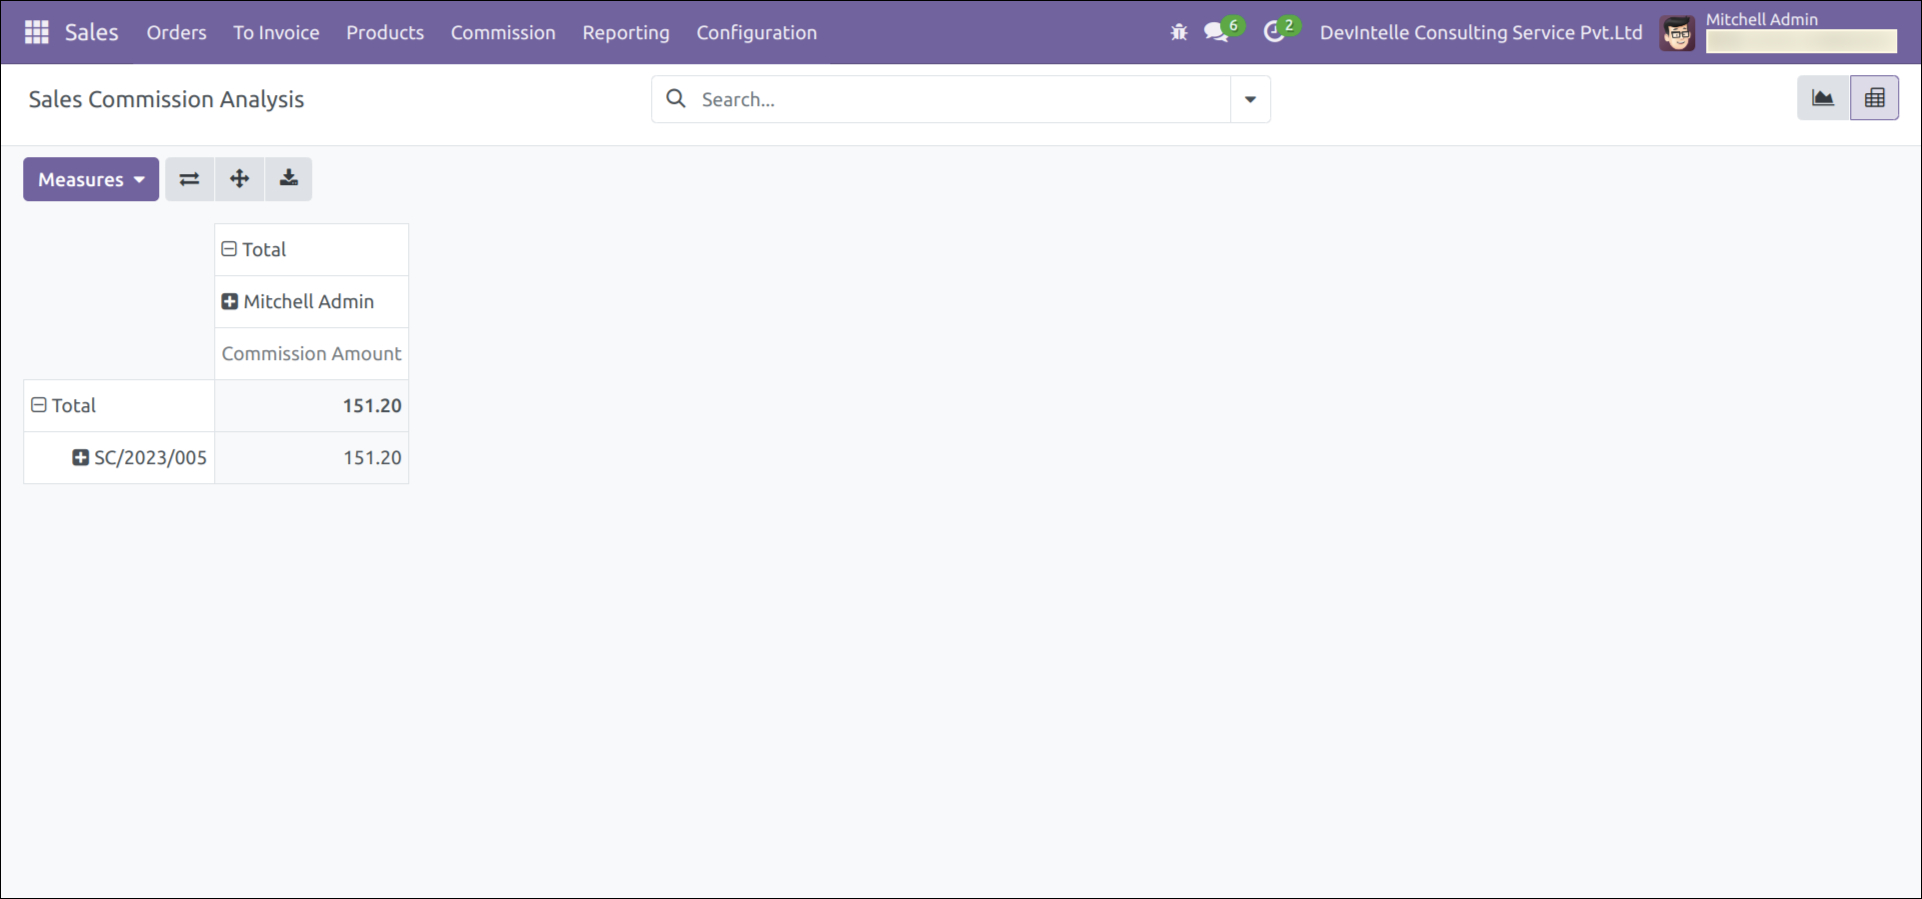 Sales Orders To Invoice Products Commission Reporting Configuration 6 2 DevIntelle Consulting Service Pvt.Ltd Mitchell Admin
Sales Commission Analysis Search...
Measures
Total
Mitchell Admin
Commission Amount
Total 151.20
SC/2023/005 151.20